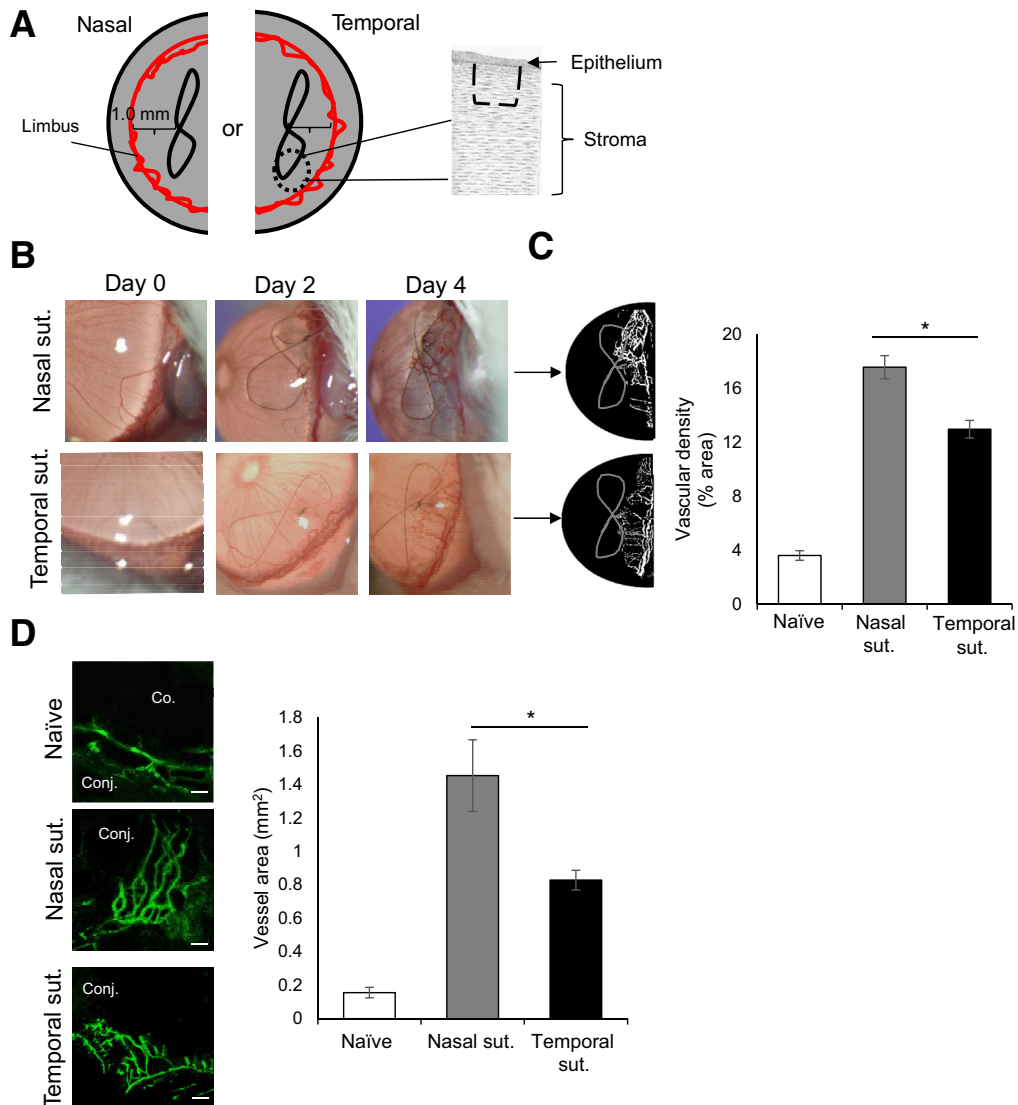 A
Nasal
Temporal
1.0 mm
or
Limbus
Epithelium
Stroma
B
Day 0
Day 2
Day 4
Nasal sut.
Temporal sut.
C
Vascular density
(% area)
20
16
12
8
4
0
*
Naïve
Nasal
sut.
Temporal
sut.
D
Naïve
Co.
Conj.
Nasal sut.
Conj.
Temporal sut.
Conj.
Vessel area (mm²)
1.8
1.6
1.4
1.2
1
0.8
0.6
0.4
0.2
0
*
Naïve
Nasal sut.
Temporal
sut.